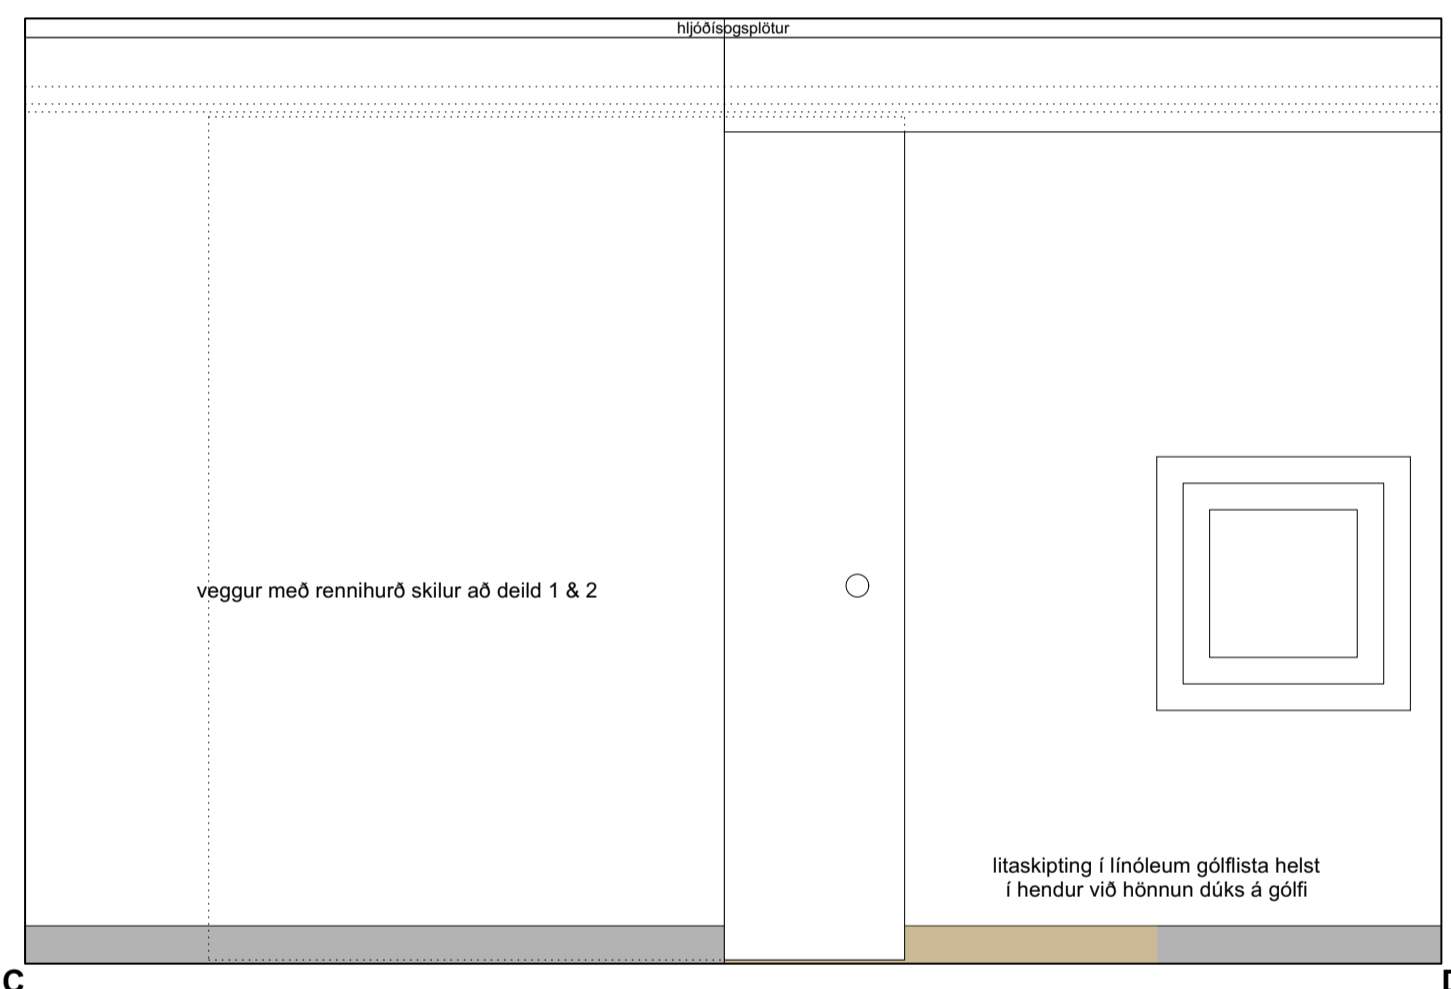 hljóðísogsplötur
veggur með rennihurð skilur að deild 1 & 2
litaskipting í línóleum gólflista helst
í hendur við hönnun dúks á gólfi
C